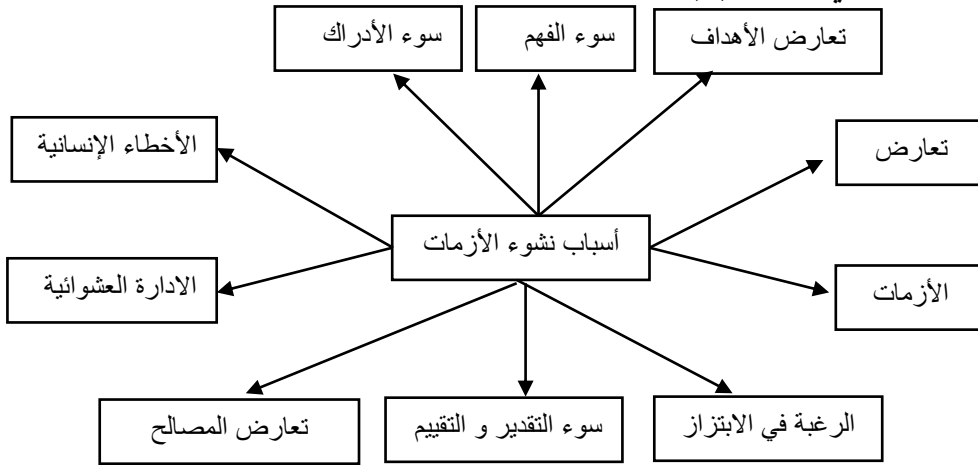 تعارض الأهداف
سوء الفهم
سوء الأدراك
تعارض
الأخطاء الإنسانية
أسباب نشوء الأزمات
الأزمات
الادارة العشوائية
الرغبة في الابتزاز
سوء التقدير و التقييم
تعارض المصالح